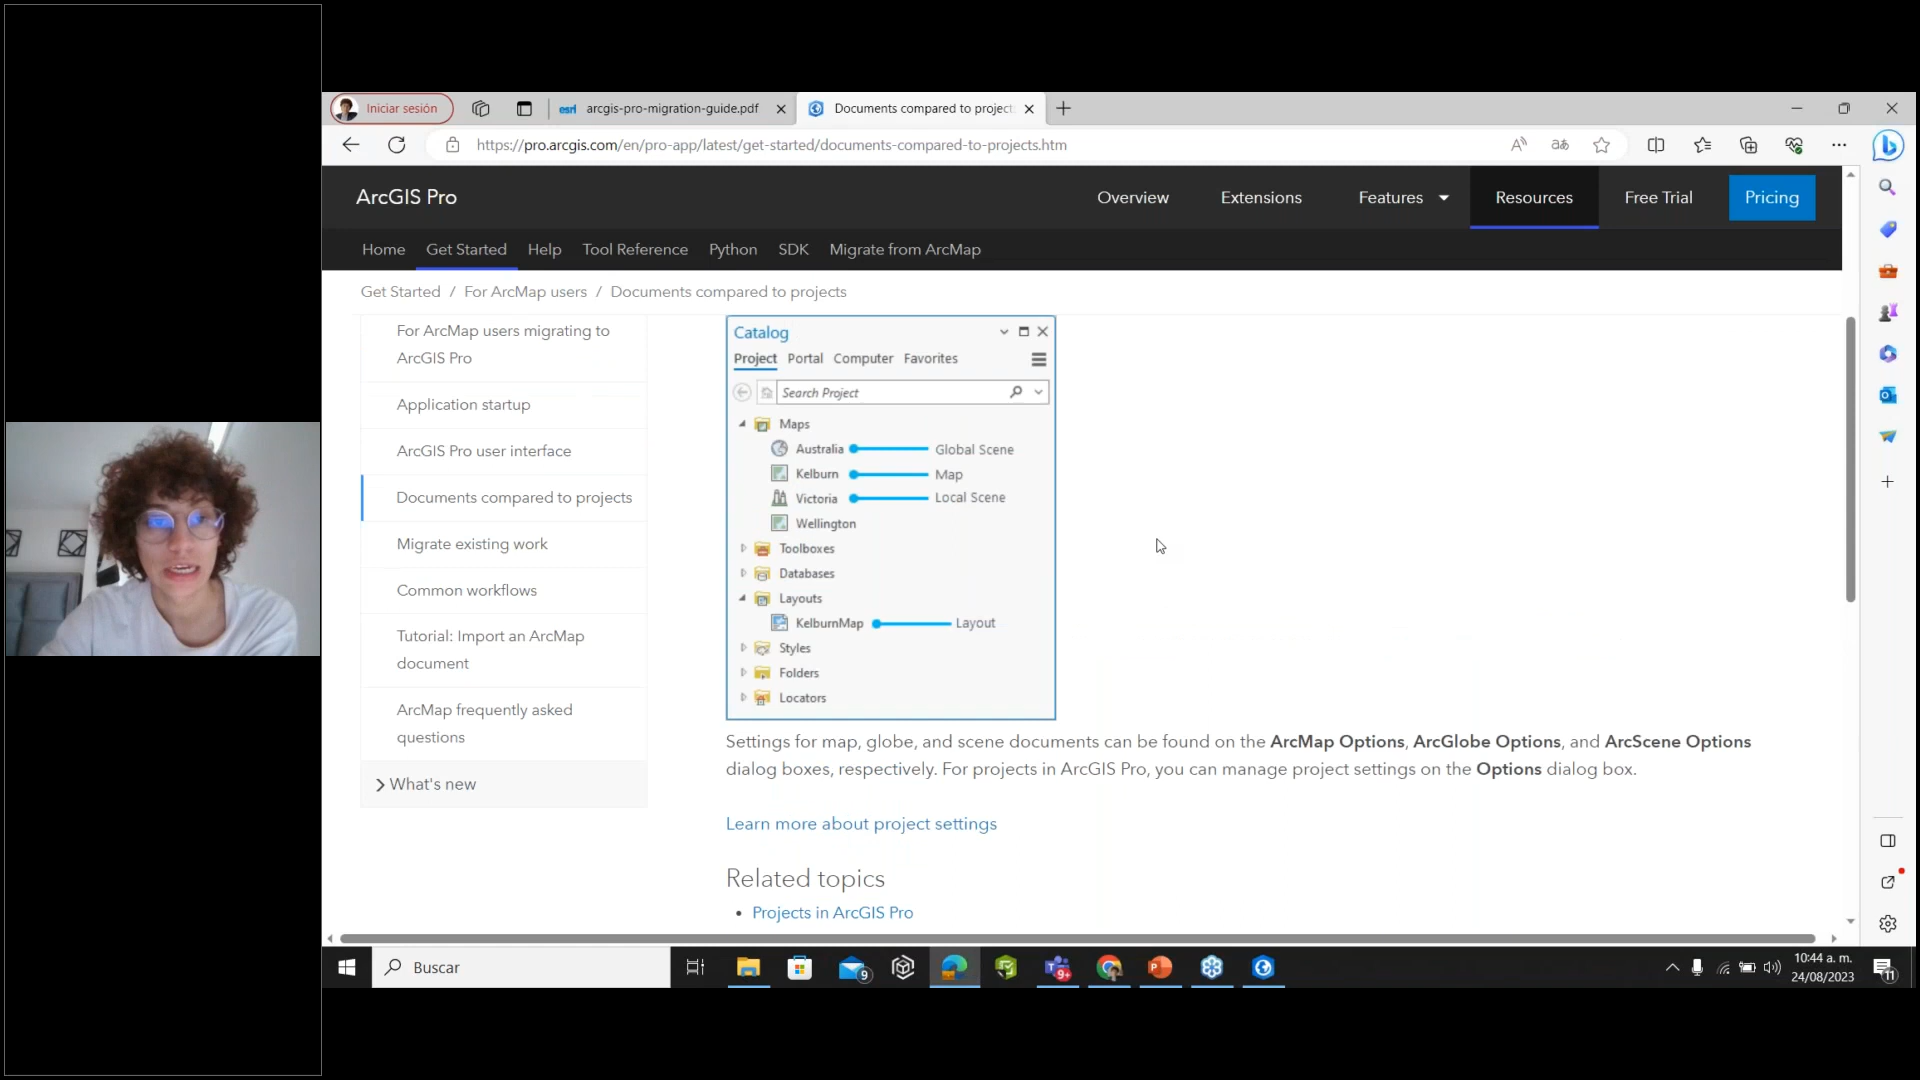 Iniciar sesión
esri arcgis-pro-migration-guide.pdf
Documents compared to project
https://pro.arcgis.com/en/pro-app/latest/get-started/documents-compared-to-projects.htm
ArcGIS Pro
Overview
Extensions
Features
Resources
Free Trial
Pricing
Home
Get Started
Help
Tool Reference
Python
SDK
Migrate from ArcMap
Get Started / For ArcMap users / Documents compared to projects
For ArcMap users migrating to
ArcGIS Pro
Application startup
ArcGIS Pro user interface
Documents compared to projects
Migrate existing work
Common workflows
Tutorial: Import an ArcMap
document
ArcMap frequently asked
questions
What's new
Catalog
Project Portal Computer Favorites
Search Project
Maps
Australia Global Scene
Kelburn Map
Victoria Local Scene
Wellington
Toolboxes
Databases
Layouts
KelburnMap Layout
Styles
Folders
Locators
Settings for map, globe, and scene documents can be found on the ArcMap Options, ArcGlobe Options, and ArcScene Options
dialog boxes, respectively. For projects in ArcGIS Pro, you can manage project settings on the Options dialog box.
Learn more about project settings
Related topics
• Projects in ArcGIS Pro
Buscar
9
9+
10:44 a. m.
24/08/2023
11